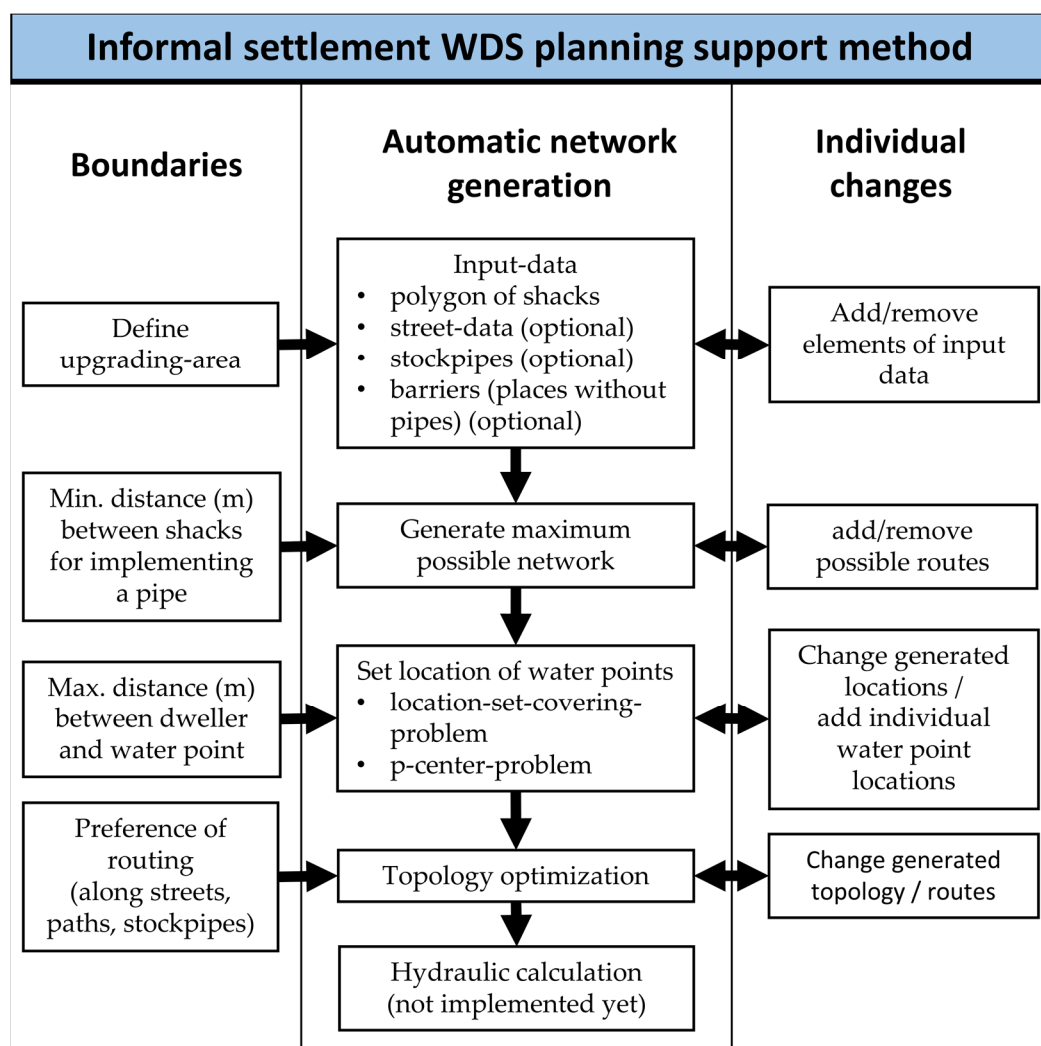 Informal settlement WDS planning support method
Boundaries
Automatic network
generation
Individual
changes
Define
upgrading-area
Input-data
• polygon of shacks
• street-data (optional)
• stockpipes (optional)
• barriers (places without
pipes) (optional)
Add/remove
elements of input
data
Min. distance (m)
between shacks
for implementing
a pipe
Generate maximum
possible network
add/remove
possible routes
Max. distance (m)
between dweller
and water point
Set location of water points
• location-set-covering-
problem
• p-center-problem
Change generated
locations /
add individual
water point
locations
Preference of
routing
(along streets,
paths, stockpipes)
Topology optimization
Change generated
topology / routes
Hydraulic calculation
(not implemented yet)